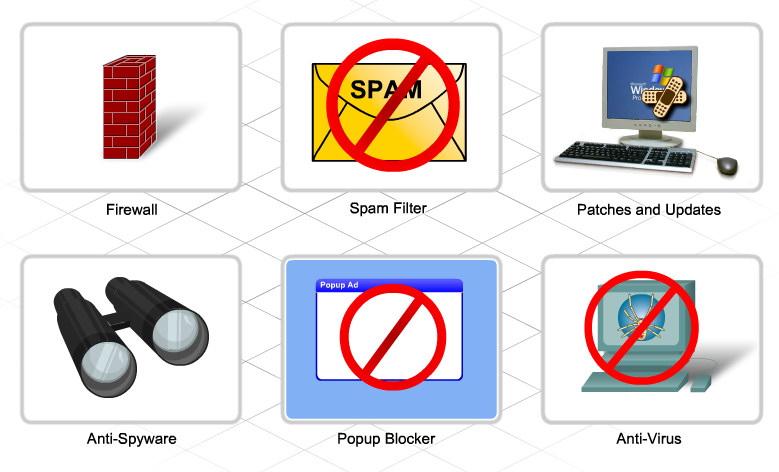 SPAM
Firewall
Spam Filter
Patches and Updates
Popup Ad
Anti-Spyware
Popup Blocker
Anti-Virus